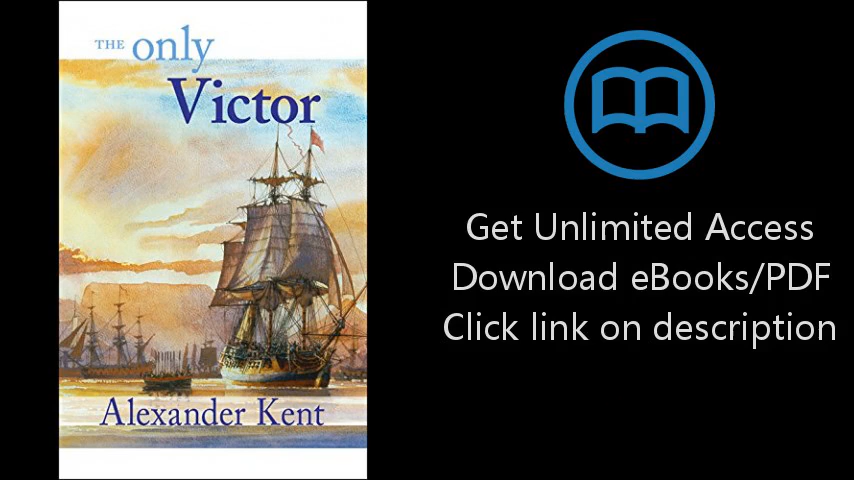 THE only
Victor
Alexander Kent
Get Unlimited Access
Download eBooks/PDF
Click link on description